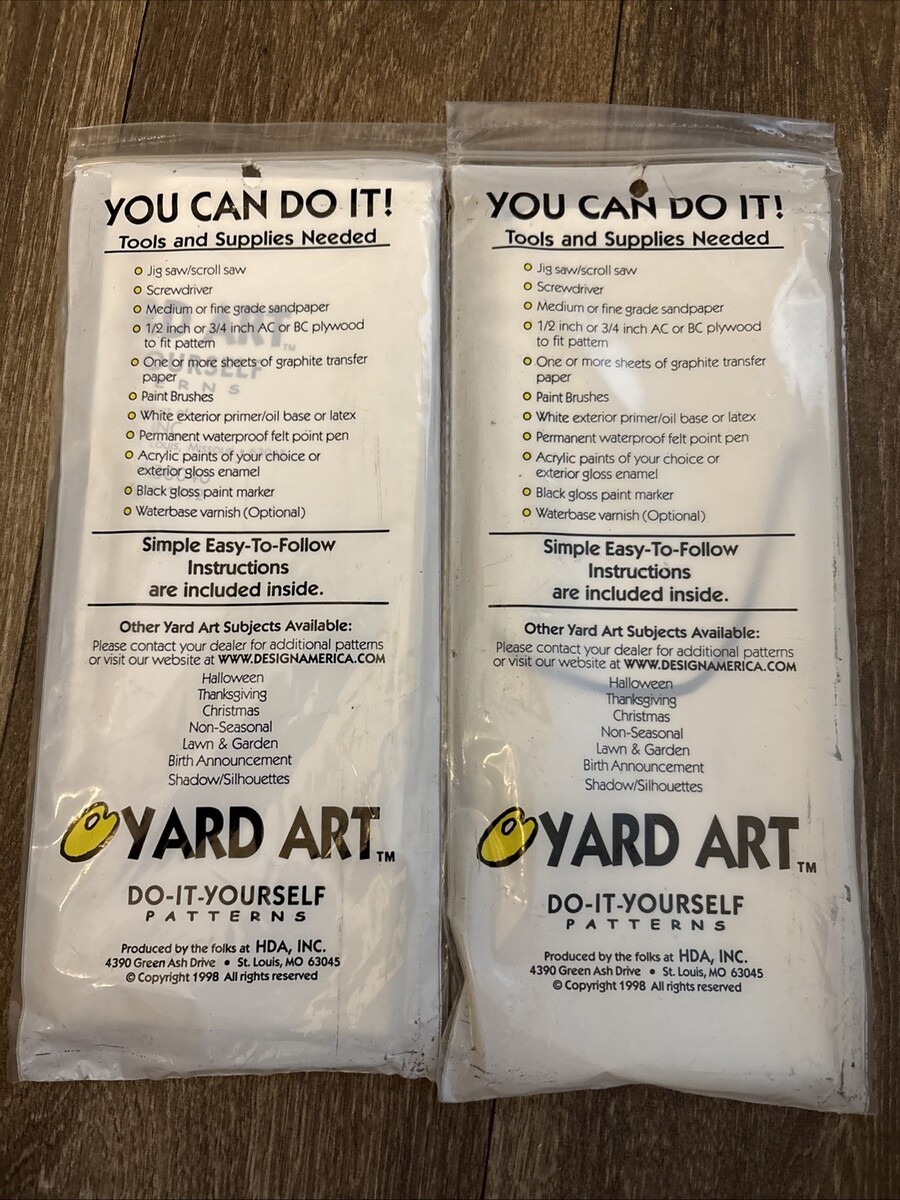 YOU CAN DO IT!
Tools and Supplies Needed
Jig saw/scroll saw
Screwdriver
Medium or fine grade sandpaper
1/2 inch or 3/4 inch AC or BC plywood
to fit pattern
One or more sheets of graphite transfer
paper
Paint Brushes
White exterior primer/oil base or latex
Permanent waterproof felt point pen
Acrylic paints of your choice or
exterior gloss enamel
Black gloss paint marker
Waterbase varnish (Optional)
Simple Easy-To-Follow
Instructions
are included inside.
Other Yard Art Subjects Available:
Please contact your dealer for additional patterns
or visit our website at WWW.DESIGNAMERICA.COM
Halloween
Thanksgiving
Christmas
Non-Seasonal
Lawn & Garden
Birth Announcement
Shadow/Silhouettes
YARD ART™
DO-IT-YOURSELF
PATTERNS
Produced by the folks at HDA, INC.
4390 Green Ash Drive • St. Louis, MO 63045
© Copyright 1998 All rights reserved
YOU CAN DO IT!
Tools and Supplies Needed
Jig saw/scroll saw
Screwdriver
Medium or fine grade sandpaper
1/2 inch or 3/4 inch AC or BC plywood
to fit pattern
One or more sheets of graphite transfer
paper
Paint Brushes
White exterior primer/oil base or latex
Permanent waterproof felt point pen
Acrylic paints of your choice or
exterior gloss enamel
Black gloss paint marker
Waterbase varnish (Optional)
Simple Easy-To-Follow
Instructions
are included inside.
Other Yard Art Subjects Available:
Please contact your dealer for additional patterns
or visit our website at WWW.DESIGNAMERICA.COM
Halloween
Thanksgiving
Christmas
Non-Seasonal
Lawn & Garden
Birth Announcement
Shadow/Silhouettes
YARD ART™
DO-IT-YOURSELF
PATTERNS
Produced by the folks at HDA, INC.
4390 Green Ash Drive • St. Louis, MO 63045
© Copyright 1998 All rights reserved